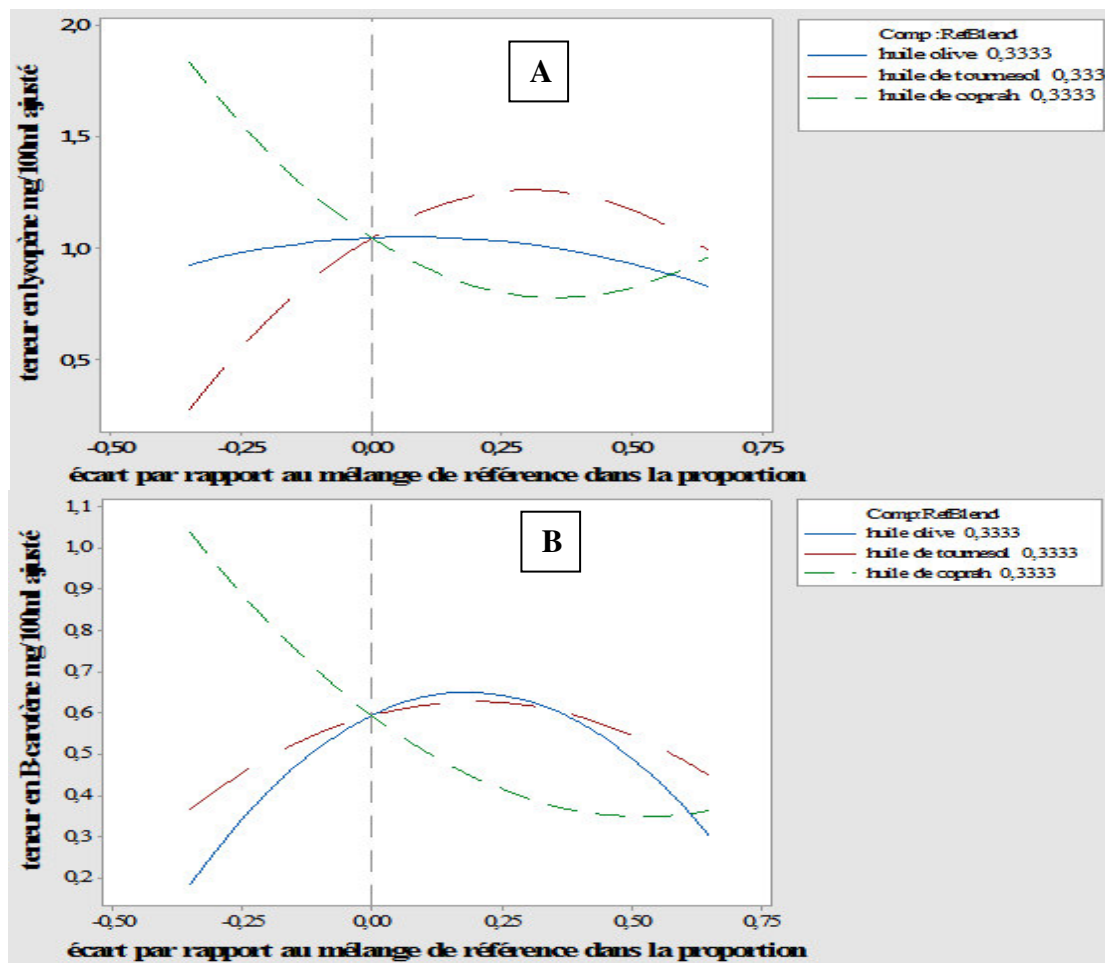 A
Comp :RefBlend
huile olive 0,3333
huile de tournesol 0,333
huile de coprah 0,3333
teneur en lycopène mg/100ml ajusté
2,0
1,5
1,0
0,5
-0,50 -0,25 0,00 0,25 0,50 0,75
écart par rapport au mélange de référence dans la proportion
B
Comp:RefBlend
huile olive 0,3333
huile de tournesol 0,3333
huile de coprah 0,3333
teneur en B-carotène mg/100ml ajusté
1,1
1,0
0,9
0,8
0,7
0,6
0,5
0,4
0,3
0,2
-0,50 -0,25 0,00 0,25 0,50 0,75
écart par rapport au mélange de référence dans la proportion